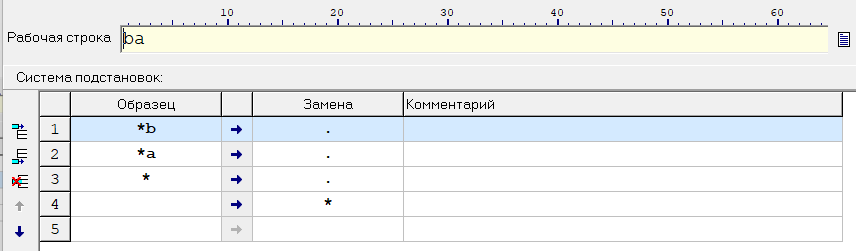 10 20 30 40 50 60
Рабочая строка ba
Система подстановок:
Образец Замена Комментарий
1 *b → .
2 *a → .
3 * → .
4 → *
5 →